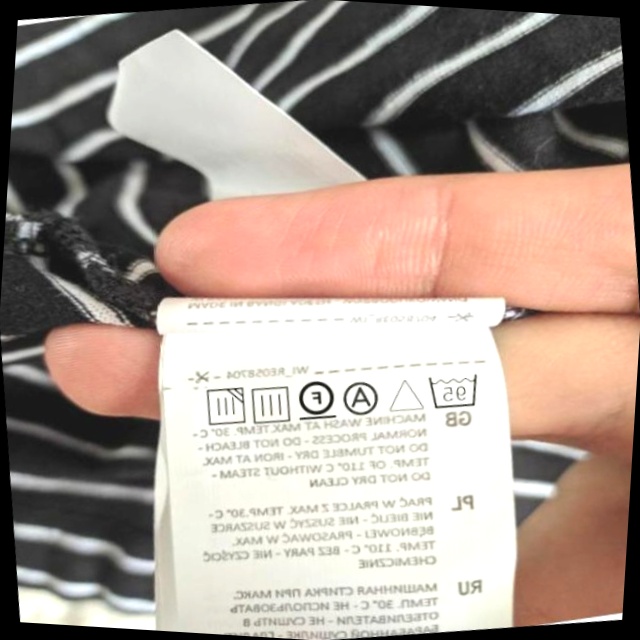 WI_RE058704
95 A F
GB MACHINE WASH AT MAX.TEMP. 30° C -
NORMAL PROCESS - DO NOT BLEACH -
DO NOT TUMBLE DRY - IRON AT MAX.
TEMP. OF 110° C WITHOUT STEAM -
DO NOT DRY CLEAN
PL PRAĆ W PRALCE Z MAX. TEMP.30° C -
NIE BIELIĆ - NIE SUSZYĆ W SUSZARCE
BĘBNOWEJ - PRASOWAĆ W MAX.
TEMP. 110° C - BEZ PARY - NIE CZYŚCIĆ
CHEMICZNIE
RU МАШИННАЯ СТИРКА ПРИ МАКС.
ТЕМП. 30° C - НЕ ИСПОЛЬЗОВАТЬ
ОТБЕЛИВАТЕЛИ - НЕ СУШИТЬ В
БАРАБАННОЙ СУШИЛКЕ